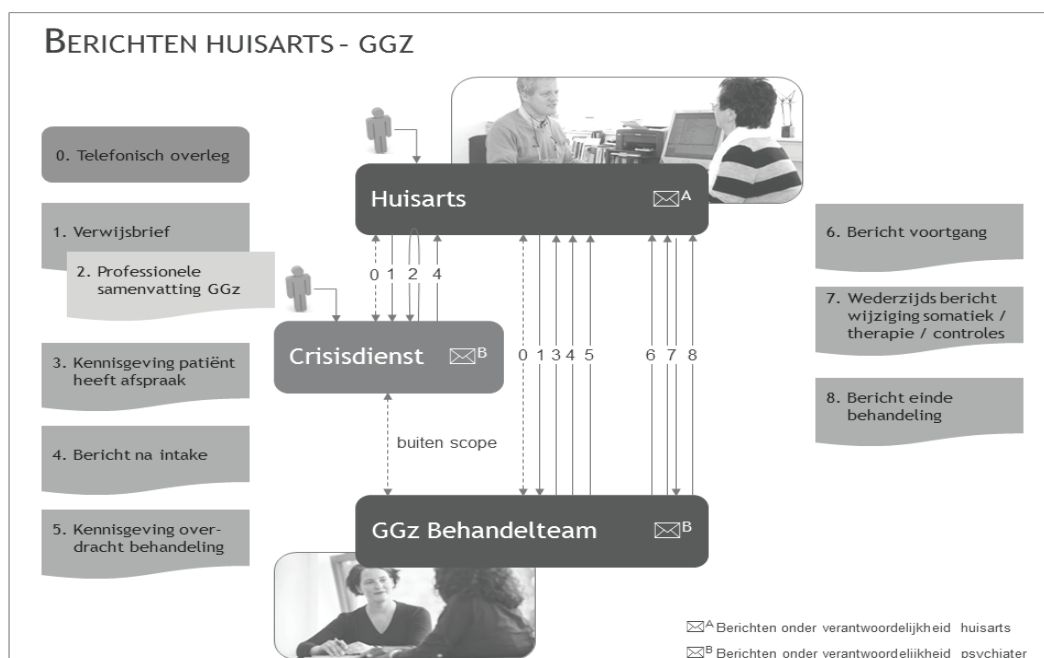 BERICHTEN HUISARTS - GGZ
0. Telefonisch overleg
1. Verwijsbrief
2. Professionele
samenvatting GGz
3. Kennisgeving patiënt
heeft afspraak
4. Bericht na intake
5. Kennisgeving over-
dracht behandeling
Huisarts A
0 1 2 4
Crisisdienst B
buiten scope
0 1 3 4 5 6 7 8
GGz Behandelteam B
6. Bericht voortgang
7. Wederzijds bericht
wijziging somatiek /
therapie / controles
8. Bericht einde
behandeling
A Berichten onder verantwoordelijkheid huisarts
B Berichten onder verantwoordelijkheid psychiater